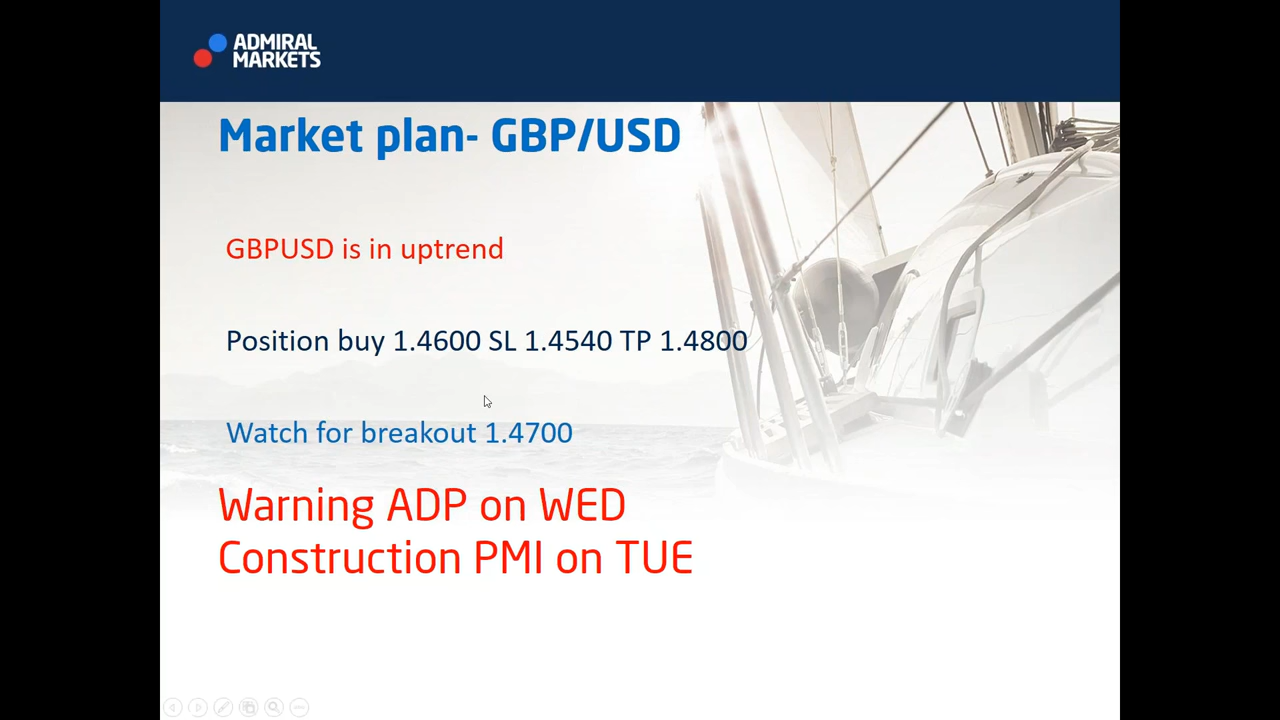 ADMIRAL
MARKETS
Market plan- GBP/USD
GBPUSD is in uptrend
Position buy 1.4600 SL 1.4540 TP 1.4800
Watch for breakout 1.4700
Warning ADP on WED
Construction PMI on TUE